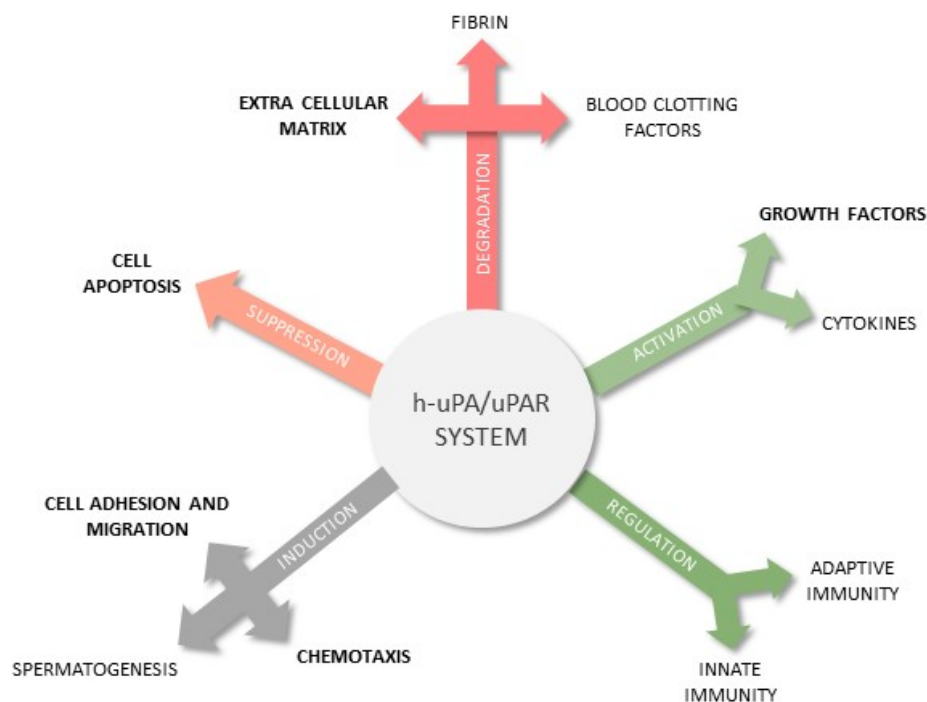 FIBRIN
EXTRA CELLULAR
MATRIX
BLOOD CLOTTING
FACTORS
DEGRADATION
GROWTH FACTORS
CELL
APOPTOSIS
SUPPRESSION
ACTIVATION
CYTOKINES
h-uPA/uPAR
SYSTEM
CELL ADHESION AND
MIGRATION
INDUCTION
REGULATION
ADAPTIVE
IMMUNITY
SPERMATOGENESIS
CHEMOTAXIS
INNATE
IMMUNITY